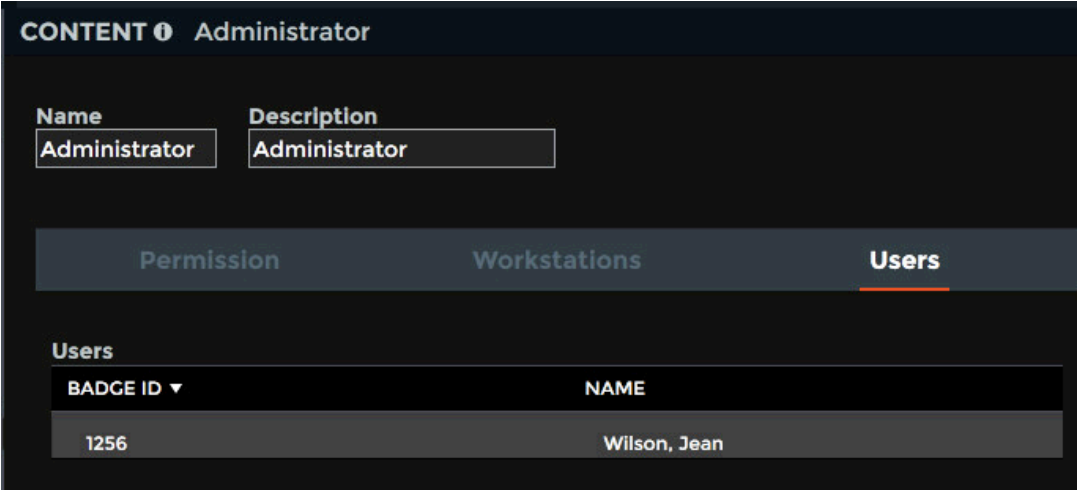 CONTENT Administrator
Name Description
Administrator Administrator
Permission Workstations Users
Users
BADGE ID ▼ NAME
1256 Wilson, Jean